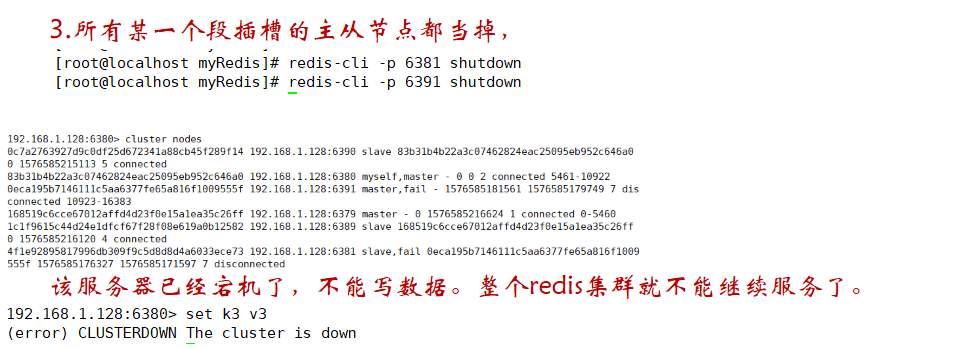 3.所有某一个段插槽的主从节点都当掉，
[root@localhost myRedis]# redis-cli -p 6381 shutdown
[root@localhost myRedis]# redis-cli -p 6391 shutdown
192.168.1.128:6380> cluster nodes
0c7a2763927d9c0df25d672341a88cb45f289f14 192.168.1.128:6390 slave 83b31b4b22a3c07462824eac25095eb952c646a0
0 1576585215113 5 connected
83b31b4b22a3c07462824eac25095eb952c646a0 192.168.1.128:6380 myself,master - 0 0 2 connected 5461-10922
0eca195b7146111c5aa6377fe65a816f1009555f 192.168.1.128:6391 master,fail - 1576585181561 1576585179749 7 dis
connected 10923-16383
168519c6cce67012affd4d23f0e15a1ea35c26ff 192.168.1.128:6379 master - 0 1576585216624 1 connected 0-5460
1c1f9615c44d24e1dfcf67f28f08e619a0b12582 192.168.1.128:6389 slave 168519c6cce67012affd4d23f0e15a1ea35c26ff
0 1576585216120 4 connected
4f1e92895817996db309f9c5d8d8d4a6033ece73 192.168.1.128:6381 slave,fail 0eca195b7146111c5aa6377fe65a816f1009
555f 1576585176327 1576585171597 7 disconnected
该服务器已经宕机了，不能写数据。整个redis集群就不能继续服务了。
192.168.1.128:6380> set k3 v3
(error) CLUSTERDOWN The cluster is down